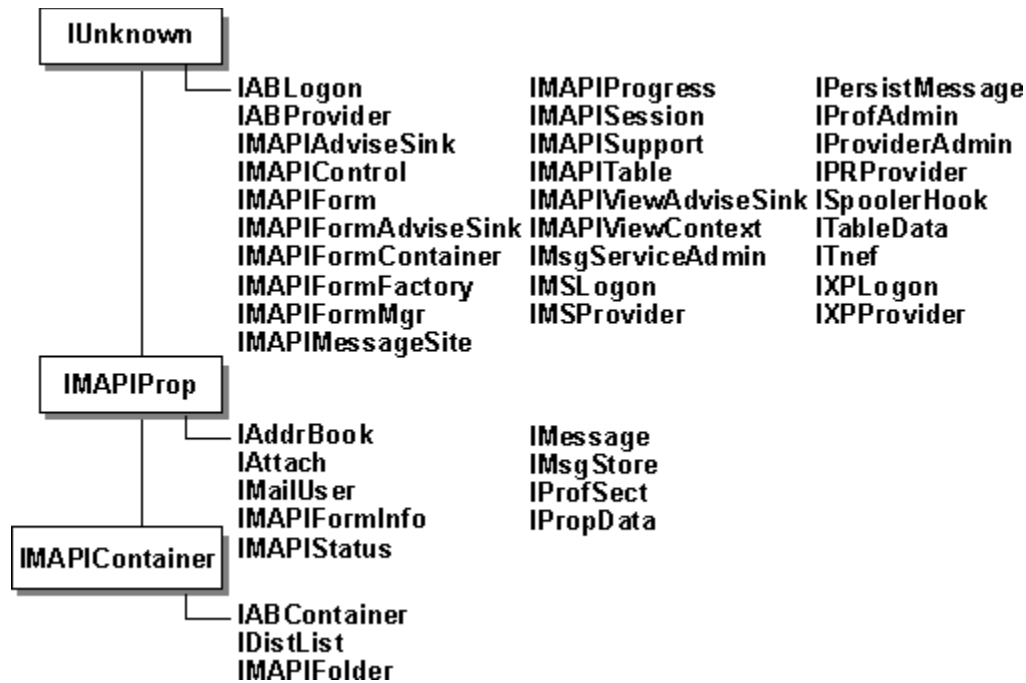 IUnknown
IABLogon IMAPIProgress IPersistMessage
IABProvider IMAPISession IProfAdmin
IMAPIAdviseSink IMAPISupport IProviderAdmin
IMAPIControl IMAPITable IPRProvider
IMAPIForm IMAPIViewAdviseSink ISpoolerHook
IMAPIFormAdviseSink IMAPIViewContext ITableData
IMAPIFormContainer IMsgServiceAdmin ITnef
IMAPIFormFactory IMSLogon IXPLogon
IMAPIFormMgr IMSProvider IXPProvider
IMAPIMessageSite
IMAPIProp
IAddrBook IMessage
IAttach IMsgStore
IMailUser IProfSect
IMAPIFormInfo IPropData
IMAPIStatus
IMAPIContainer
IABContainer
IDistList
IMAPIFolder